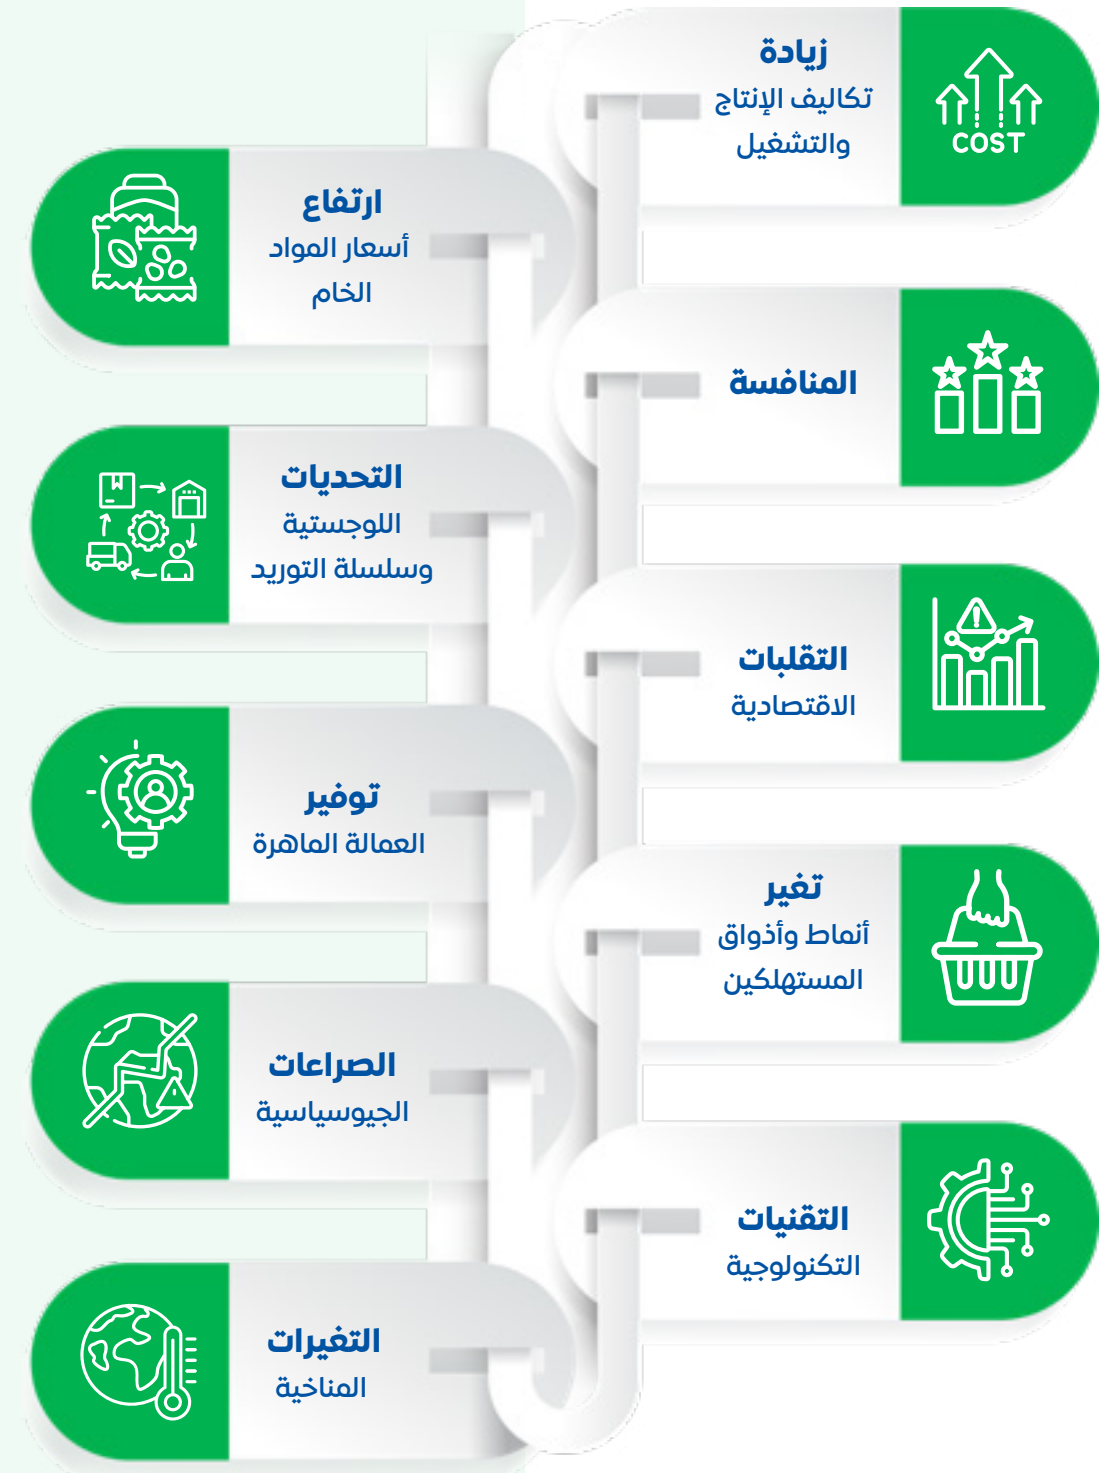 زيادة
تكاليف الإنتاج
والتشغيل
COST
ارتفاع
أسعار المواد
الخام
المنافسة
التحديات
اللوجستية
وسلسلة التوريد
التقلبات
الاقتصادية
توفير
العمالة الماهرة
تغير
أنماط وأذواق
المستهلكين
الصراعات
الجيوسياسية
التقنيات
التكنولوجية
التغيرات
المناخية